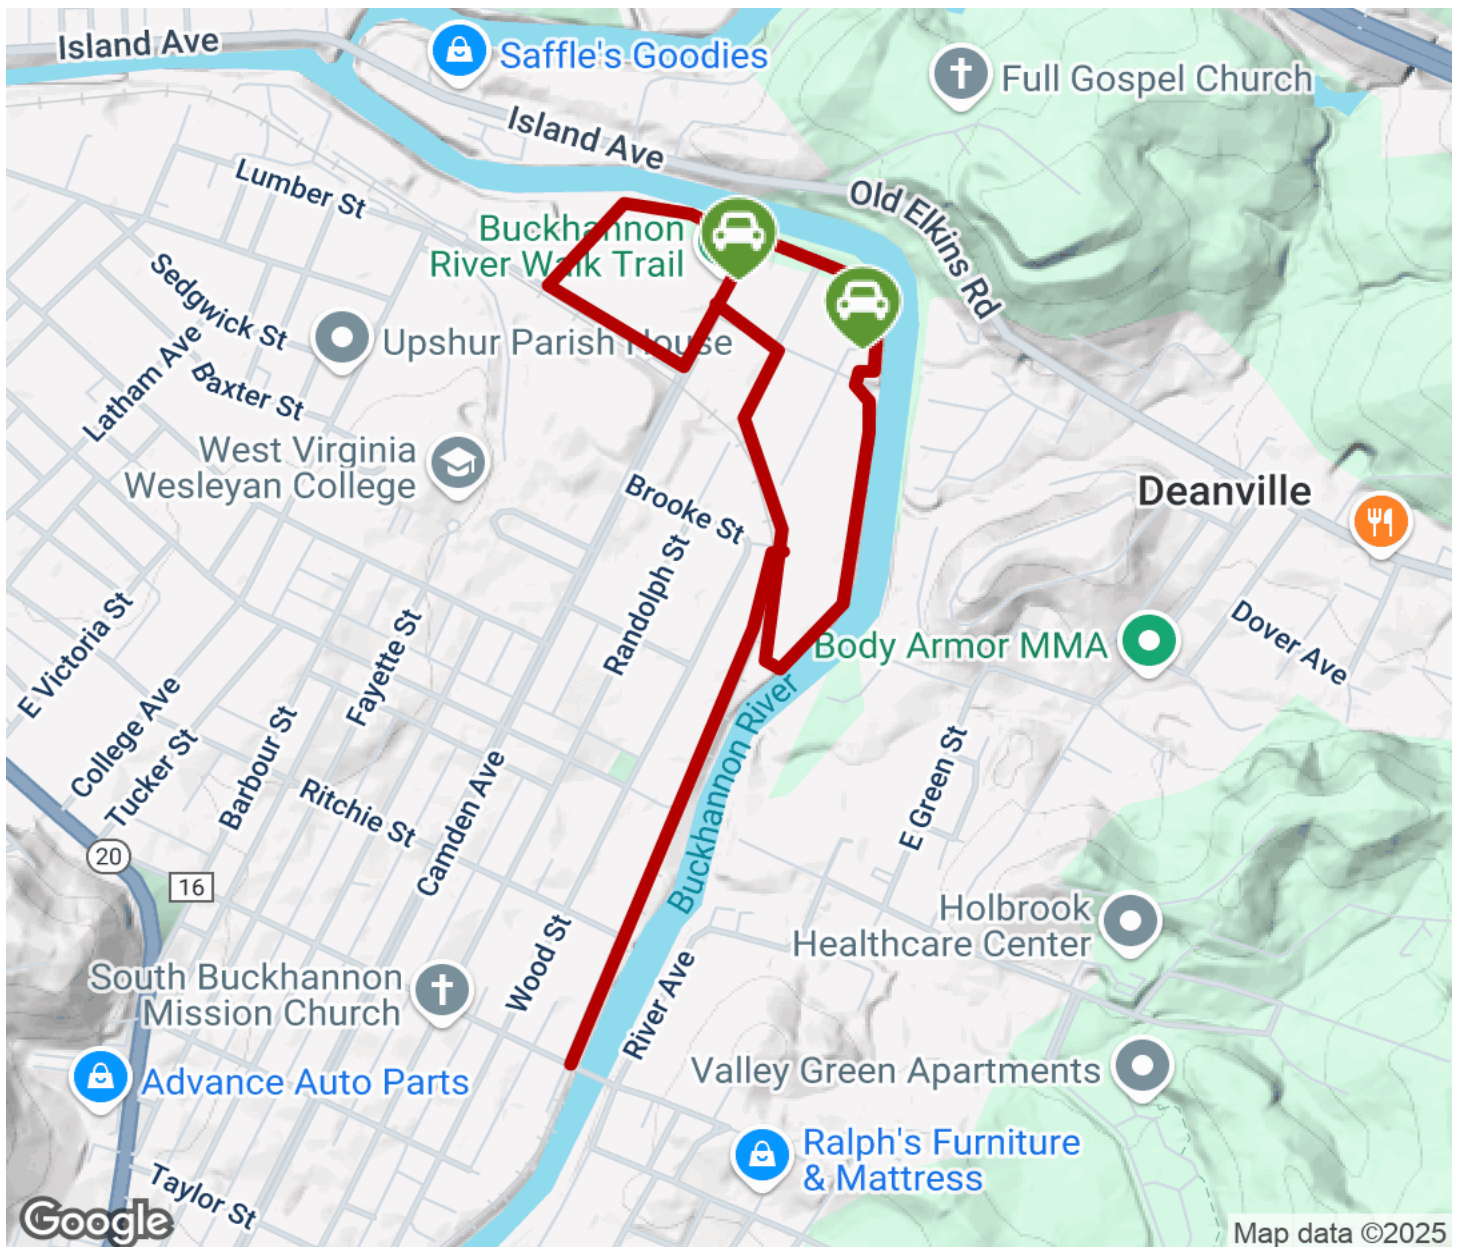 Island Ave
Saffle's Goodies
Full Gospel Church
Island Ave
Lumber St
Old Elkins Rd
Buckhannon
River Walk Trail
Sedgwick St
Latham Ave
Upshur Parish House
Baxter St
West Virginia
Wesleyan College
Brooke St
Deanville
Randolph St
E Victoria St
Fayette St
Body Armor MMA
Dover Ave
College Ave
Tucker St
Barbour St
Buckhannon River
Ritchie St
Camden Ave
E Green St
20
16
Holbrook
Healthcare Center
Wood St
South Buckhannon
Mission Church
River Ave
Advance Auto Parts
Valley Green Apartments
Ralph's Furniture
& Mattress
Taylor St
Google
Map data ©2025